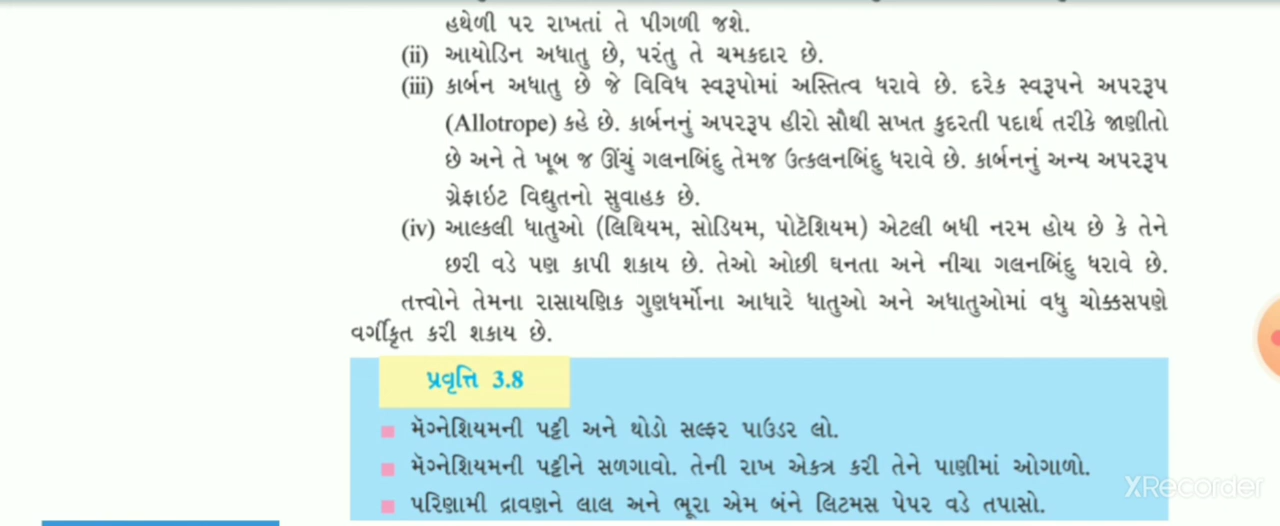 હથેળી પર રાખતાં તે પીગળી જશે.
(ii) આયોડિન અધાતુ છે, પરંતુ તે ચમકદાર છે.
(iii) કાર્બન અધાતુ છે જે વિવિધ સ્વરૂપોમાં અસ્તિત્વ ધરાવે છે. દરેક સ્વરૂપને અપરરૂપ
(Allotrope) કહે છે. કાર્બનનું અપરરૂપ હીરો સૌથી સખત કુદરતી પદાર્થ તરીકે જાણીતો
છે અને તે ખૂબ જ ઊંચું ગલનબિંદુ તેમજ ઉત્કલનબિંદુ ધરાવે છે. કાર્બનનું અન્ય અપરરૂપ
ગ્રેફાઇટ વિદ્યુતનો સુવાહક છે.
(iv) આલ્કલી ધાતુઓ (લિથિયમ, સોડિયમ, પોટૅશિયમ) એટલી બધી નરમ હોય છે કે તેને
છરી વડે પણ કાપી શકાય છે. તેઓ ઓછી ઘનતા અને નીચા ગલનબિંદુ ધરાવે છે.
તત્ત્વોને તેમના રાસાયણિક ગુણધર્મોના આધારે ધાતુઓ અને અધાતુઓમાં વધુ ચોક્કસપણે
વર્ગીકૃત કરી શકાય છે.
પ્રવૃત્તિ 3.8
મૅગ્નેશિયમની પટ્ટી અને થોડો સલ્ફર પાઉડર લો.
મૅગ્નેશિયમની પટ્ટીને સળગાવો. તેની રાખ એકત્ર કરી તેને પાણીમાં ઓગાળો.
પરિણામી દ્રાવણને લાલ અને ભૂરા એમ બંને લિટમસ પેપર વડે તપાસો.
XRecorder